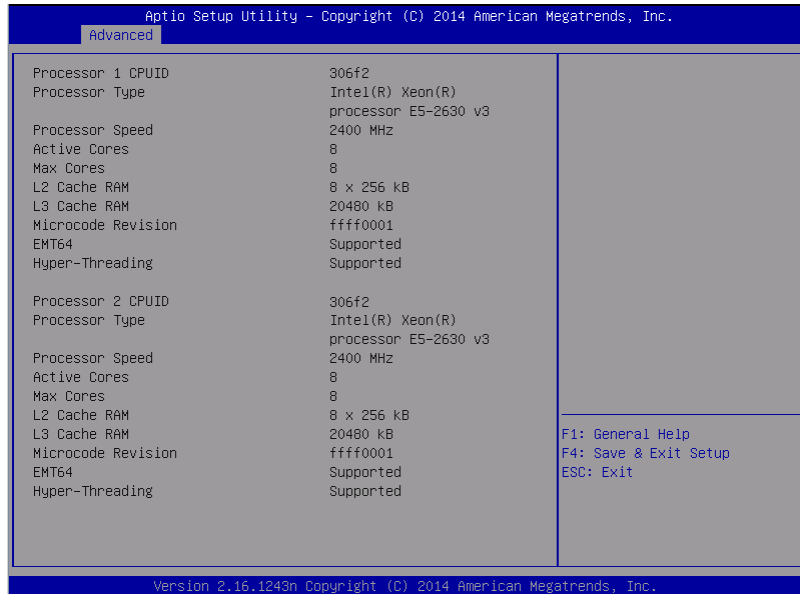 Aptio Setup Utility – Copyright (C) 2014 American Megatrends, Inc.
Advanced
Processor 1 CPUID 306f2
Processor Type Intel(R) Xeon(R)
processor E5-2630 v3
Processor Speed 2400 MHz
Active Cores 8
Max Cores 8
L2 Cache RAM 8 x 256 kB
L3 Cache RAM 20480 kB
Microcode Revision ffff0001
EMT64 Supported
Hyper-Threading Supported
Processor 2 CPUID 306f2
Processor Type Intel(R) Xeon(R)
processor E5-2630 v3
Processor Speed 2400 MHz
Active Cores 8
Max Cores 8
L2 Cache RAM 8 x 256 kB
L3 Cache RAM 20480 kB
Microcode Revision ffff0001
EMT64 Supported
Hyper-Threading Supported
F1: General Help
F4: Save & Exit Setup
ESC: Exit
Version 2.16.1243n Copyright (C) 2014 American Megatrends, Inc.